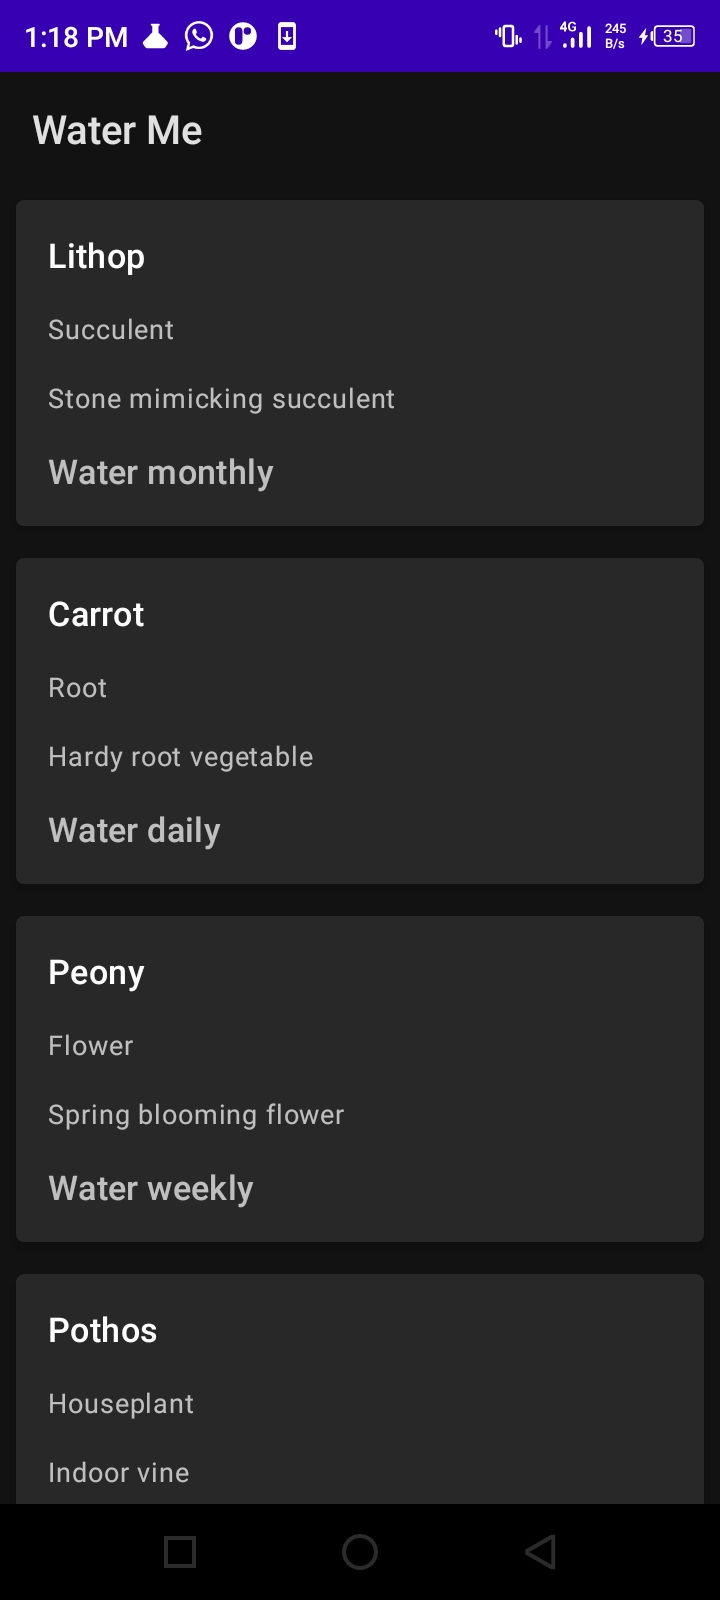 1:18 PM
4G
245
B/s
35
Water Me
Lithop
Succulent
Stone mimicking succulent
Water monthly
Carrot
Root
Hardy root vegetable
Water daily
Peony
Flower
Spring blooming flower
Water weekly
Pothos
Houseplant
Indoor vine